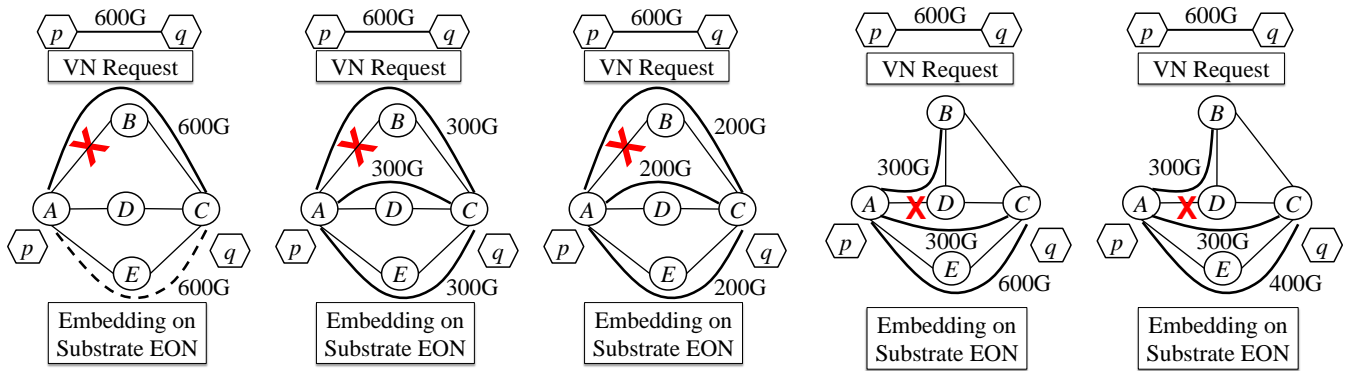 600G
p q
VN Request
B
600G
A D C
p q
E
600G
Embedding on
Substrate EON
600G
p q
VN Request
B
300G
300G
A D C
p q
E
300G
Embedding on
Substrate EON
600G
p q
VN Request
B
200G
200G
A D C
p q
E
200G
Embedding on
Substrate EON
600G
p q
VN Request
B
300G
A D C
p q
300G
E
600G
Embedding on
Substrate EON
600G
p q
VN Request
B
300G
A D C
p q
300G
E
400G
Embedding on
Substrate EON